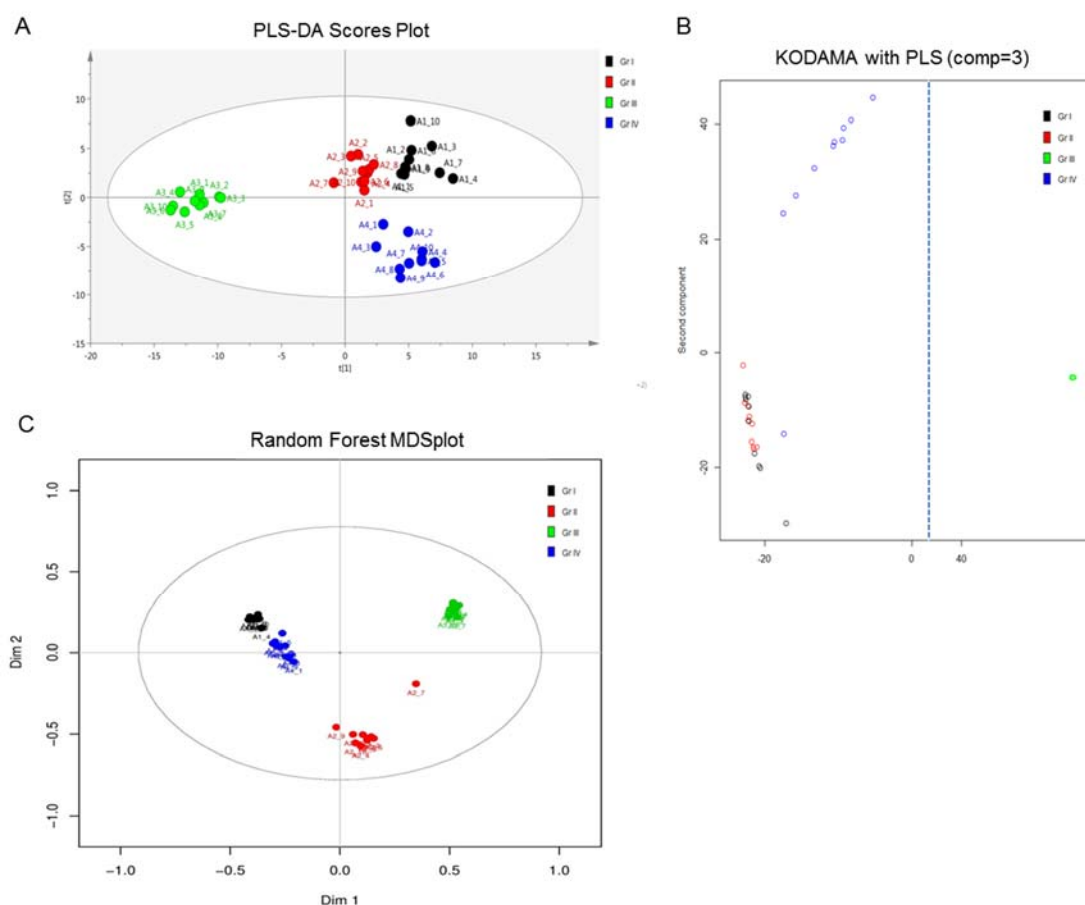 A
PLS-DA Scores Plot
Gr I
Gr II
Gr III
Gr IV
10
5
0
-5
-10
-15
t[2]
-20
-15
-10
-5
0
5
10
15
t[1]
A1_10
A1_3
A1_2
A1_7
A1_4
A2_2
A2_3
A2_8
A2_9
A2_7
A2_1
A3_1
A3_2
A3_4
A3_3
A3_10
A3_7
A3_5
A4_1
A4_2
A4_3
A4_10
A4_4
A4_7
A4_8
A4_6
A4_9
B
KODAMA with PLS (comp=3)
Gr I
Gr II
Gr III
Gr IV
Second component
40
20
0
-20
-20
0
40
C
Random Forest MDSplot
Gr I
Gr II
Gr III
Gr IV
1.0
0.5
0.0
-0.5
-1.0
Dim 2
A1_4
A4_1
A2_7
A2_9
-1.0
-0.5
0.0
0.5
1.0
Dim 1